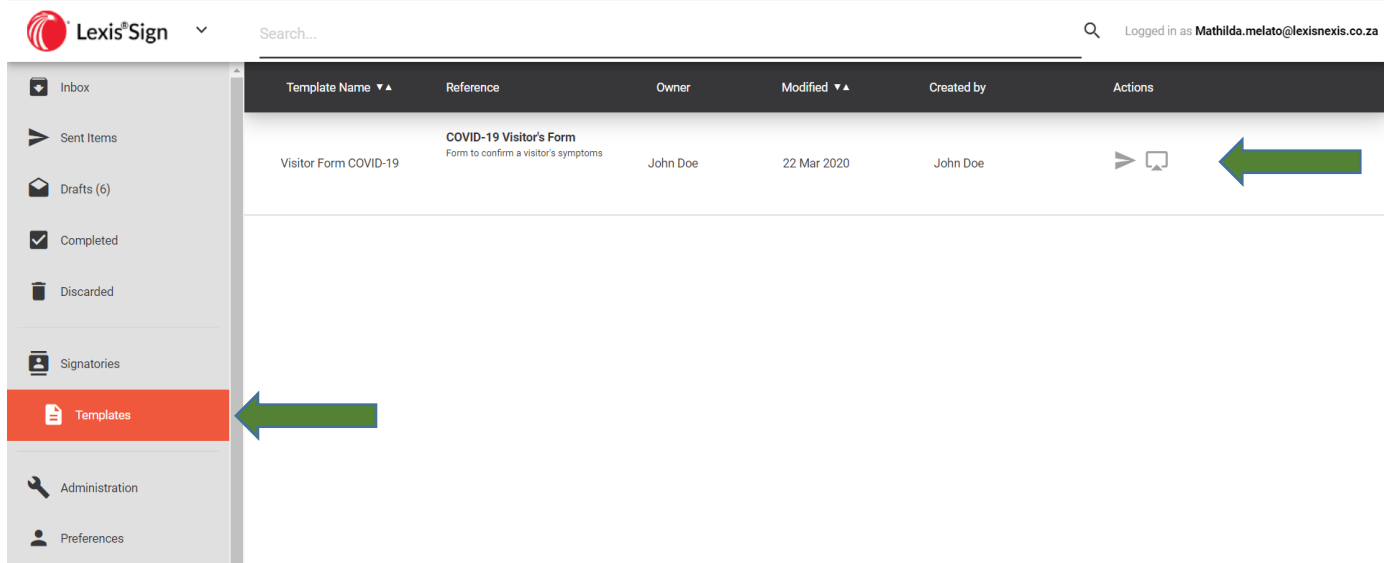 Lexis®Sign
Search...
Logged in as Mathilda.melato@lexisnexis.co.za
Inbox
Sent Items
Drafts (6)
Completed
Discarded
Signatories
Templates
Administration
Preferences
Template Name ▼▲ Reference Owner Modified ▼▲ Created by Actions
COVID-19 Visitor's Form
Form to confirm a visitor's symptoms
Visitor Form COVID-19 John Doe 22 Mar 2020 John Doe